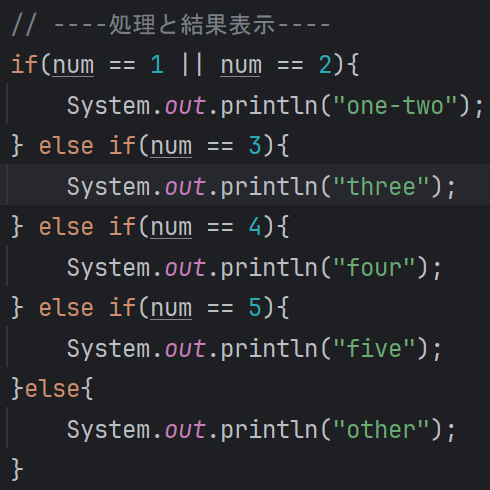 // ----処理と結果表示----
if(num == 1 || num == 2){
    System.out.println("one-two");
} else if(num == 3){
    System.out.println("three");
} else if(num == 4){
    System.out.println("four");
} else if(num == 5){
    System.out.println("five");
}else{
    System.out.println("other");
}